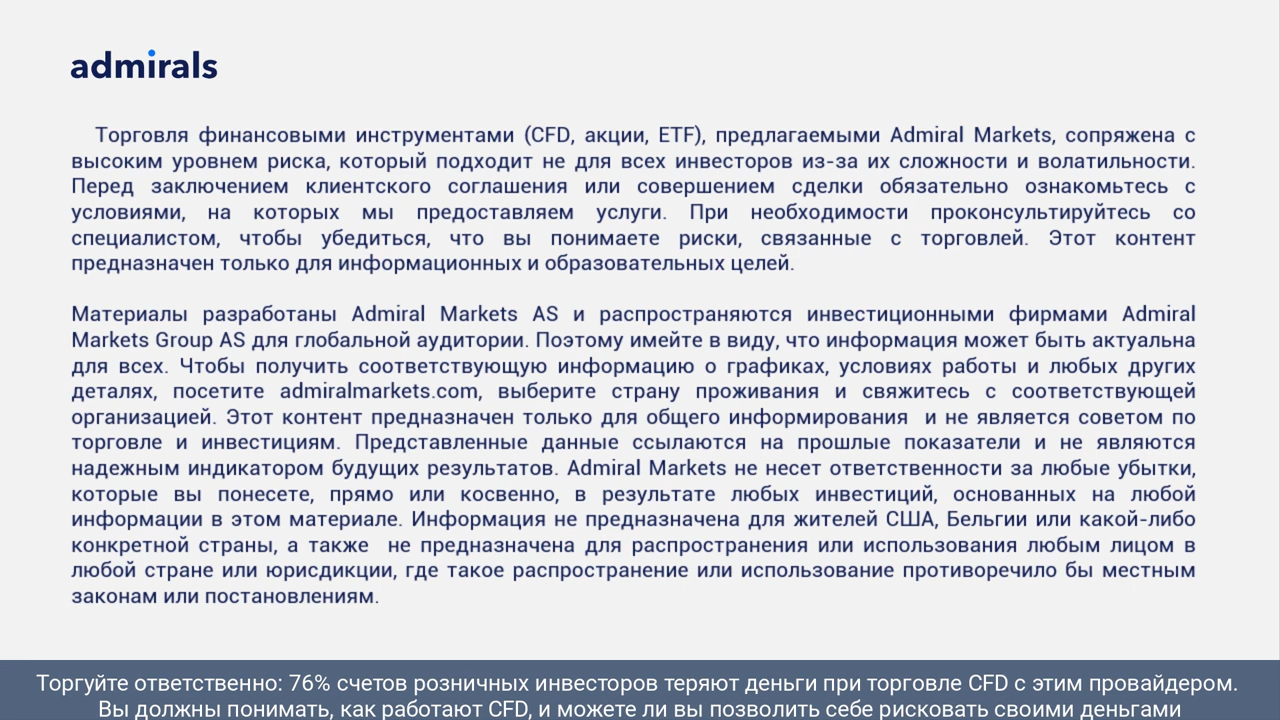 admirals
Торговля финансовыми инструментами (CFD, акции, ETF), предлагаемыми Admiral Markets, сопряжена с
высоким уровнем риска, который подходит не для всех инвесторов из-за их сложности и волатильности.
Перед заключением клиентского соглашения или совершением сделки обязательно ознакомьтесь с
условиями, на которых мы предоставляем услуги. При необходимости проконсультируйтесь со
специалистом, чтобы убедиться, что вы понимаете риски, связанные с торговлей. Этот контент
предназначен только для информационных и образовательных целей.
Материалы разработаны Admiral Markets AS и распространяются инвестиционными фирмами Admiral
Markets Group AS для глобальной аудитории. Поэтому имейте в виду, что информация может быть актуальна
для всех. Чтобы получить соответствующую информацию о графиках, условиях работы и любых других
деталях, посетите admiralmarkets.com, выберите страну проживания и свяжитесь с соответствующей
организацией. Этот контент предназначен только для общего информирования и не является советом по
торговле и инвестициям. Представленные данные ссылаются на прошлые показатели и не являются
надежным индикатором будущих результатов. Admiral Markets не несет ответственности за любые убытки,
которые вы понесете, прямо или косвенно, в результате любых инвестиций, основанных на любой
информации в этом материале. Информация не предназначена для жителей США, Бельгии или какой-либо
конкретной страны, а также не предназначена для распространения или использования любым лицом в
любой стране или юрисдикции, где такое распространение или использование противоречило бы местным
законам или постановлениям.
Торгуйте ответственно: 76% счетов розничных инвесторов теряют деньги при торговле CFD с этим провайдером.
Вы должны понимать, как работают CFD, и можете ли вы позволить себе рисковать своими деньгами